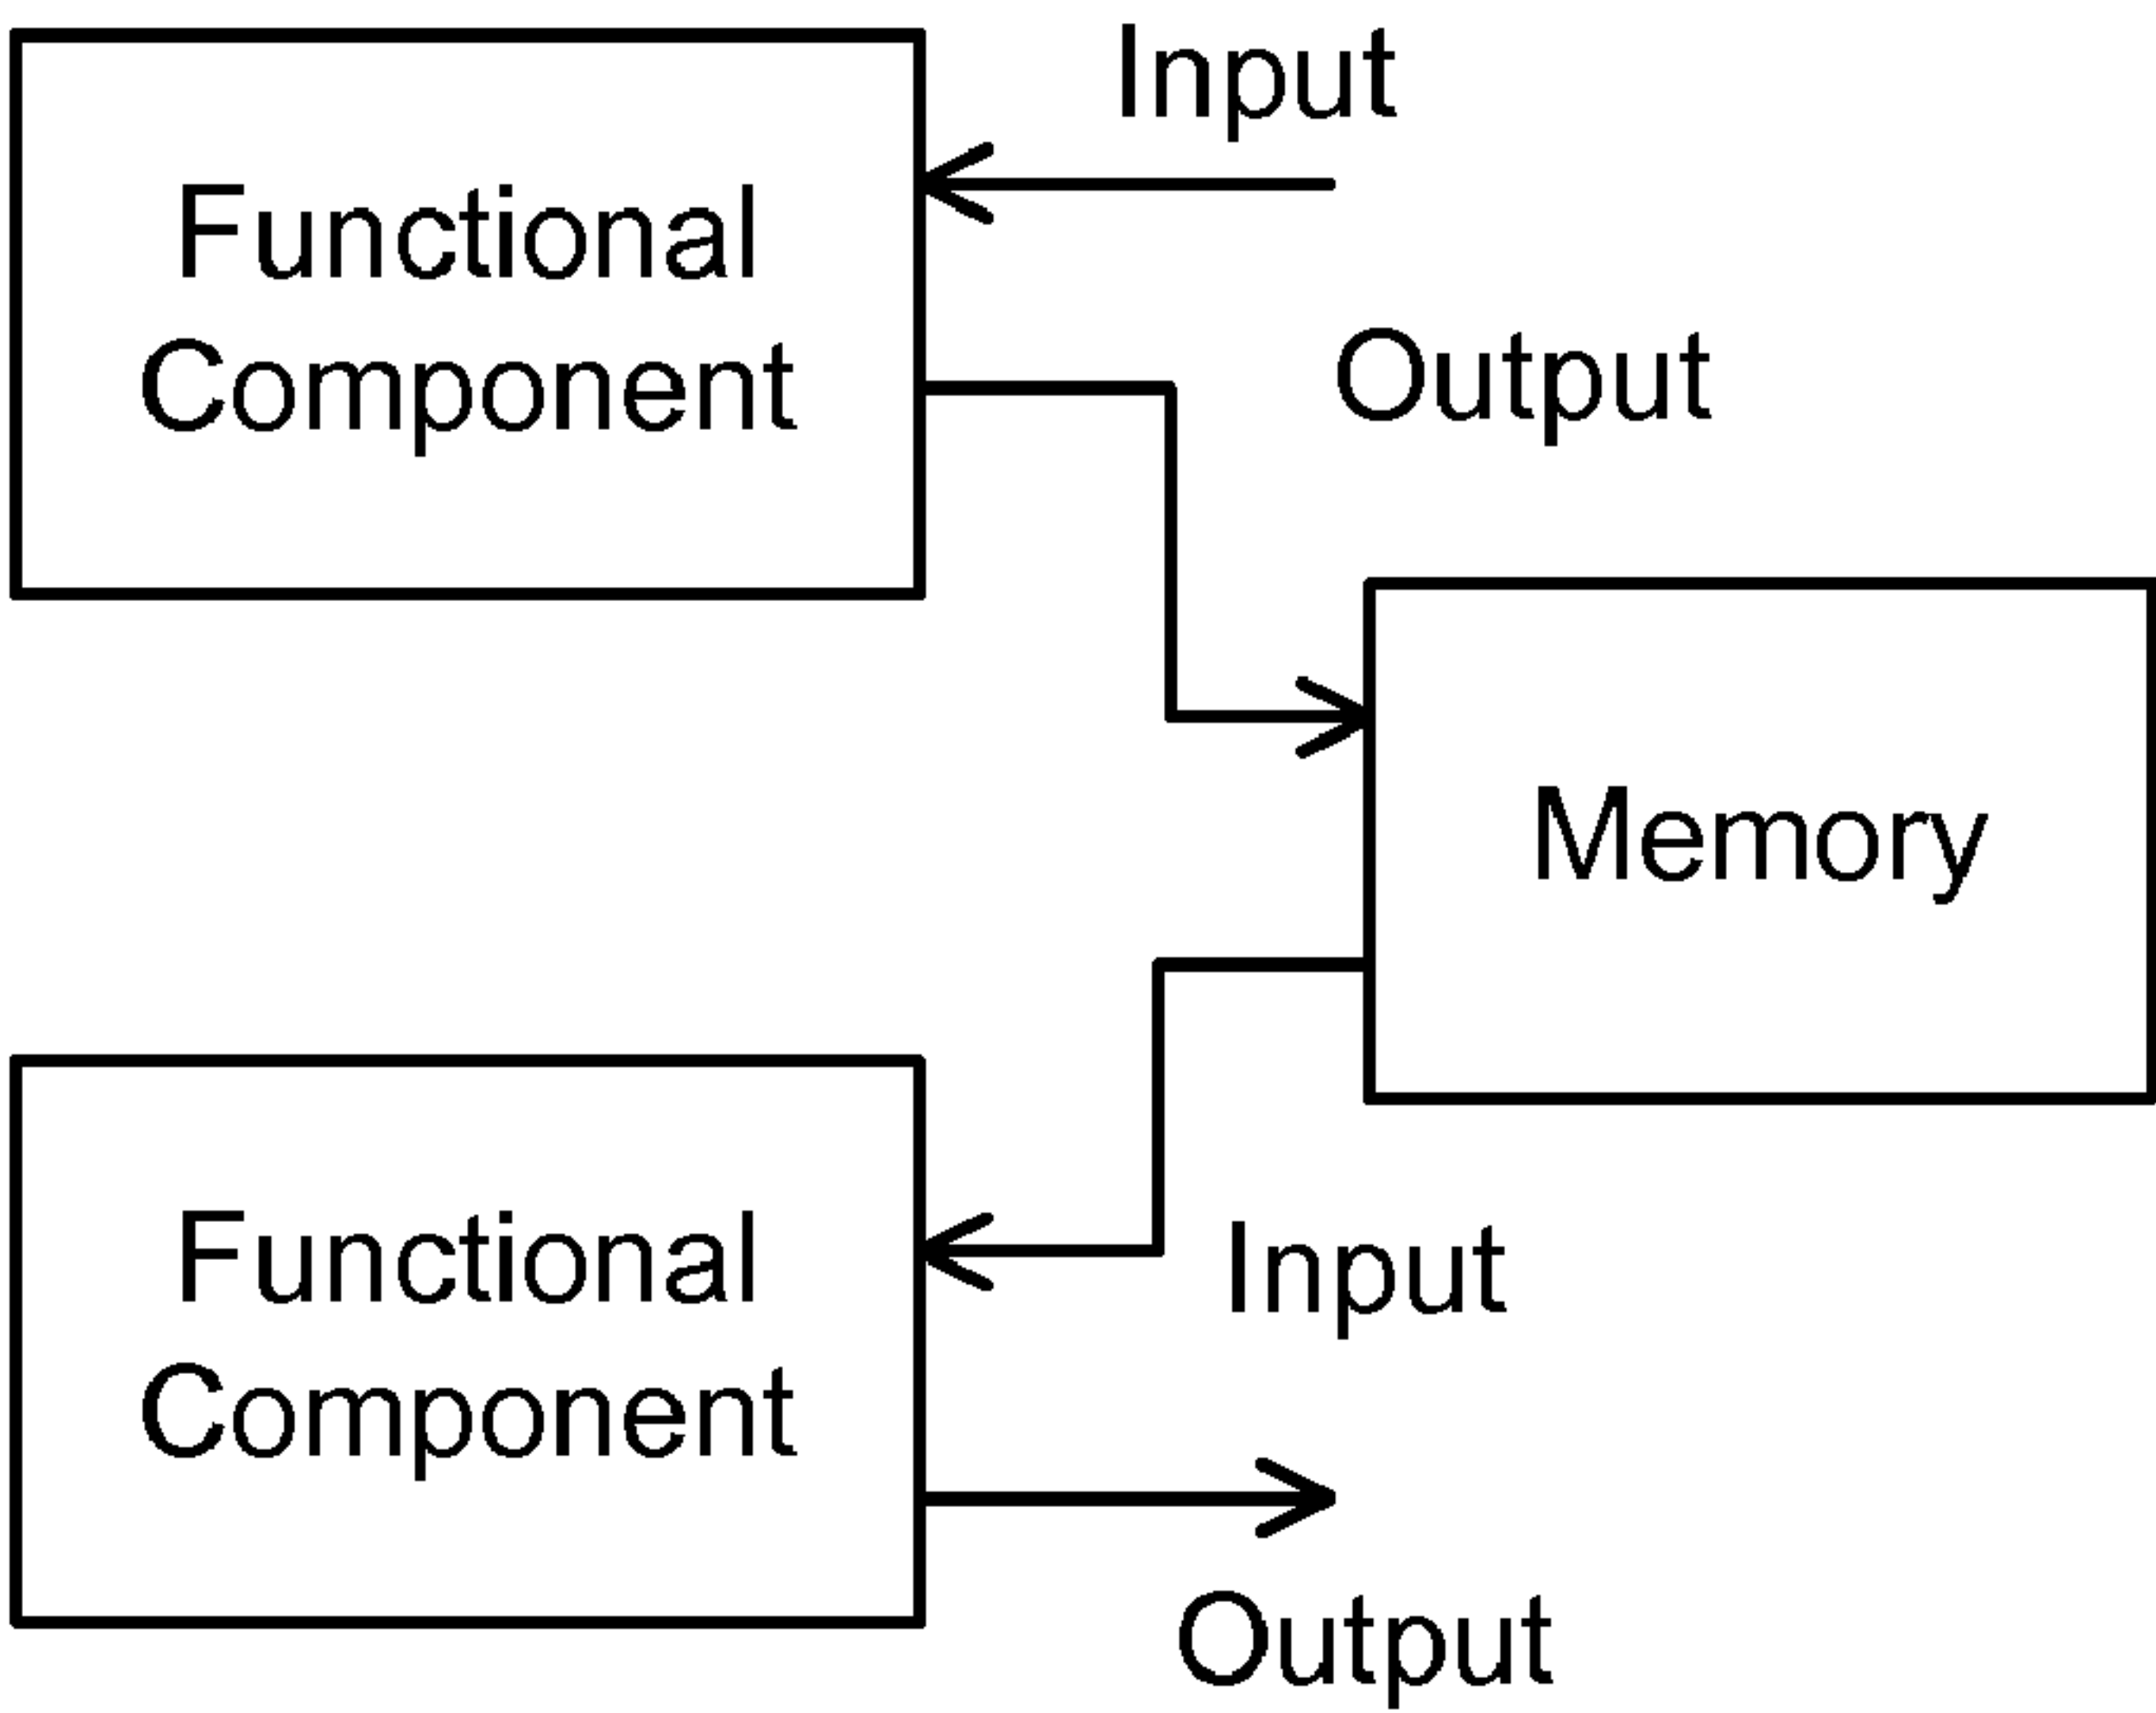 Input
Functional
Component
Output
Memory
Functional
Component
Input
Output